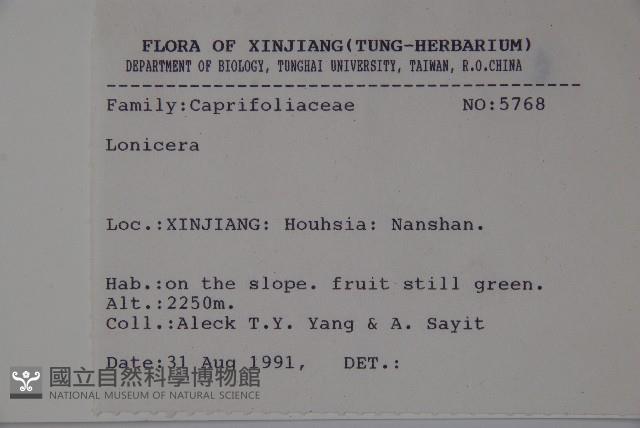 FLORA OF XINJIANG(TUNG-HERBARIUM)
DEPARTMENT OF BIOLOGY, TUNGHAI UNIVERSITY, TAIWAN, R.O.CHINA
Family:Caprifoliaceae NO:5768
Lonicera
Loc.:XINJIANG: Houhsia: Nanshan.
Hab.:on the slope. fruit still green.
Alt.:2250m.
Coll.:Aleck T.Y. Yang & A. Sayit
Date:31 Aug 1991, DET.:
國立自然科學博物館
NATIONAL MUSEUM OF NATURAL SCIENCE